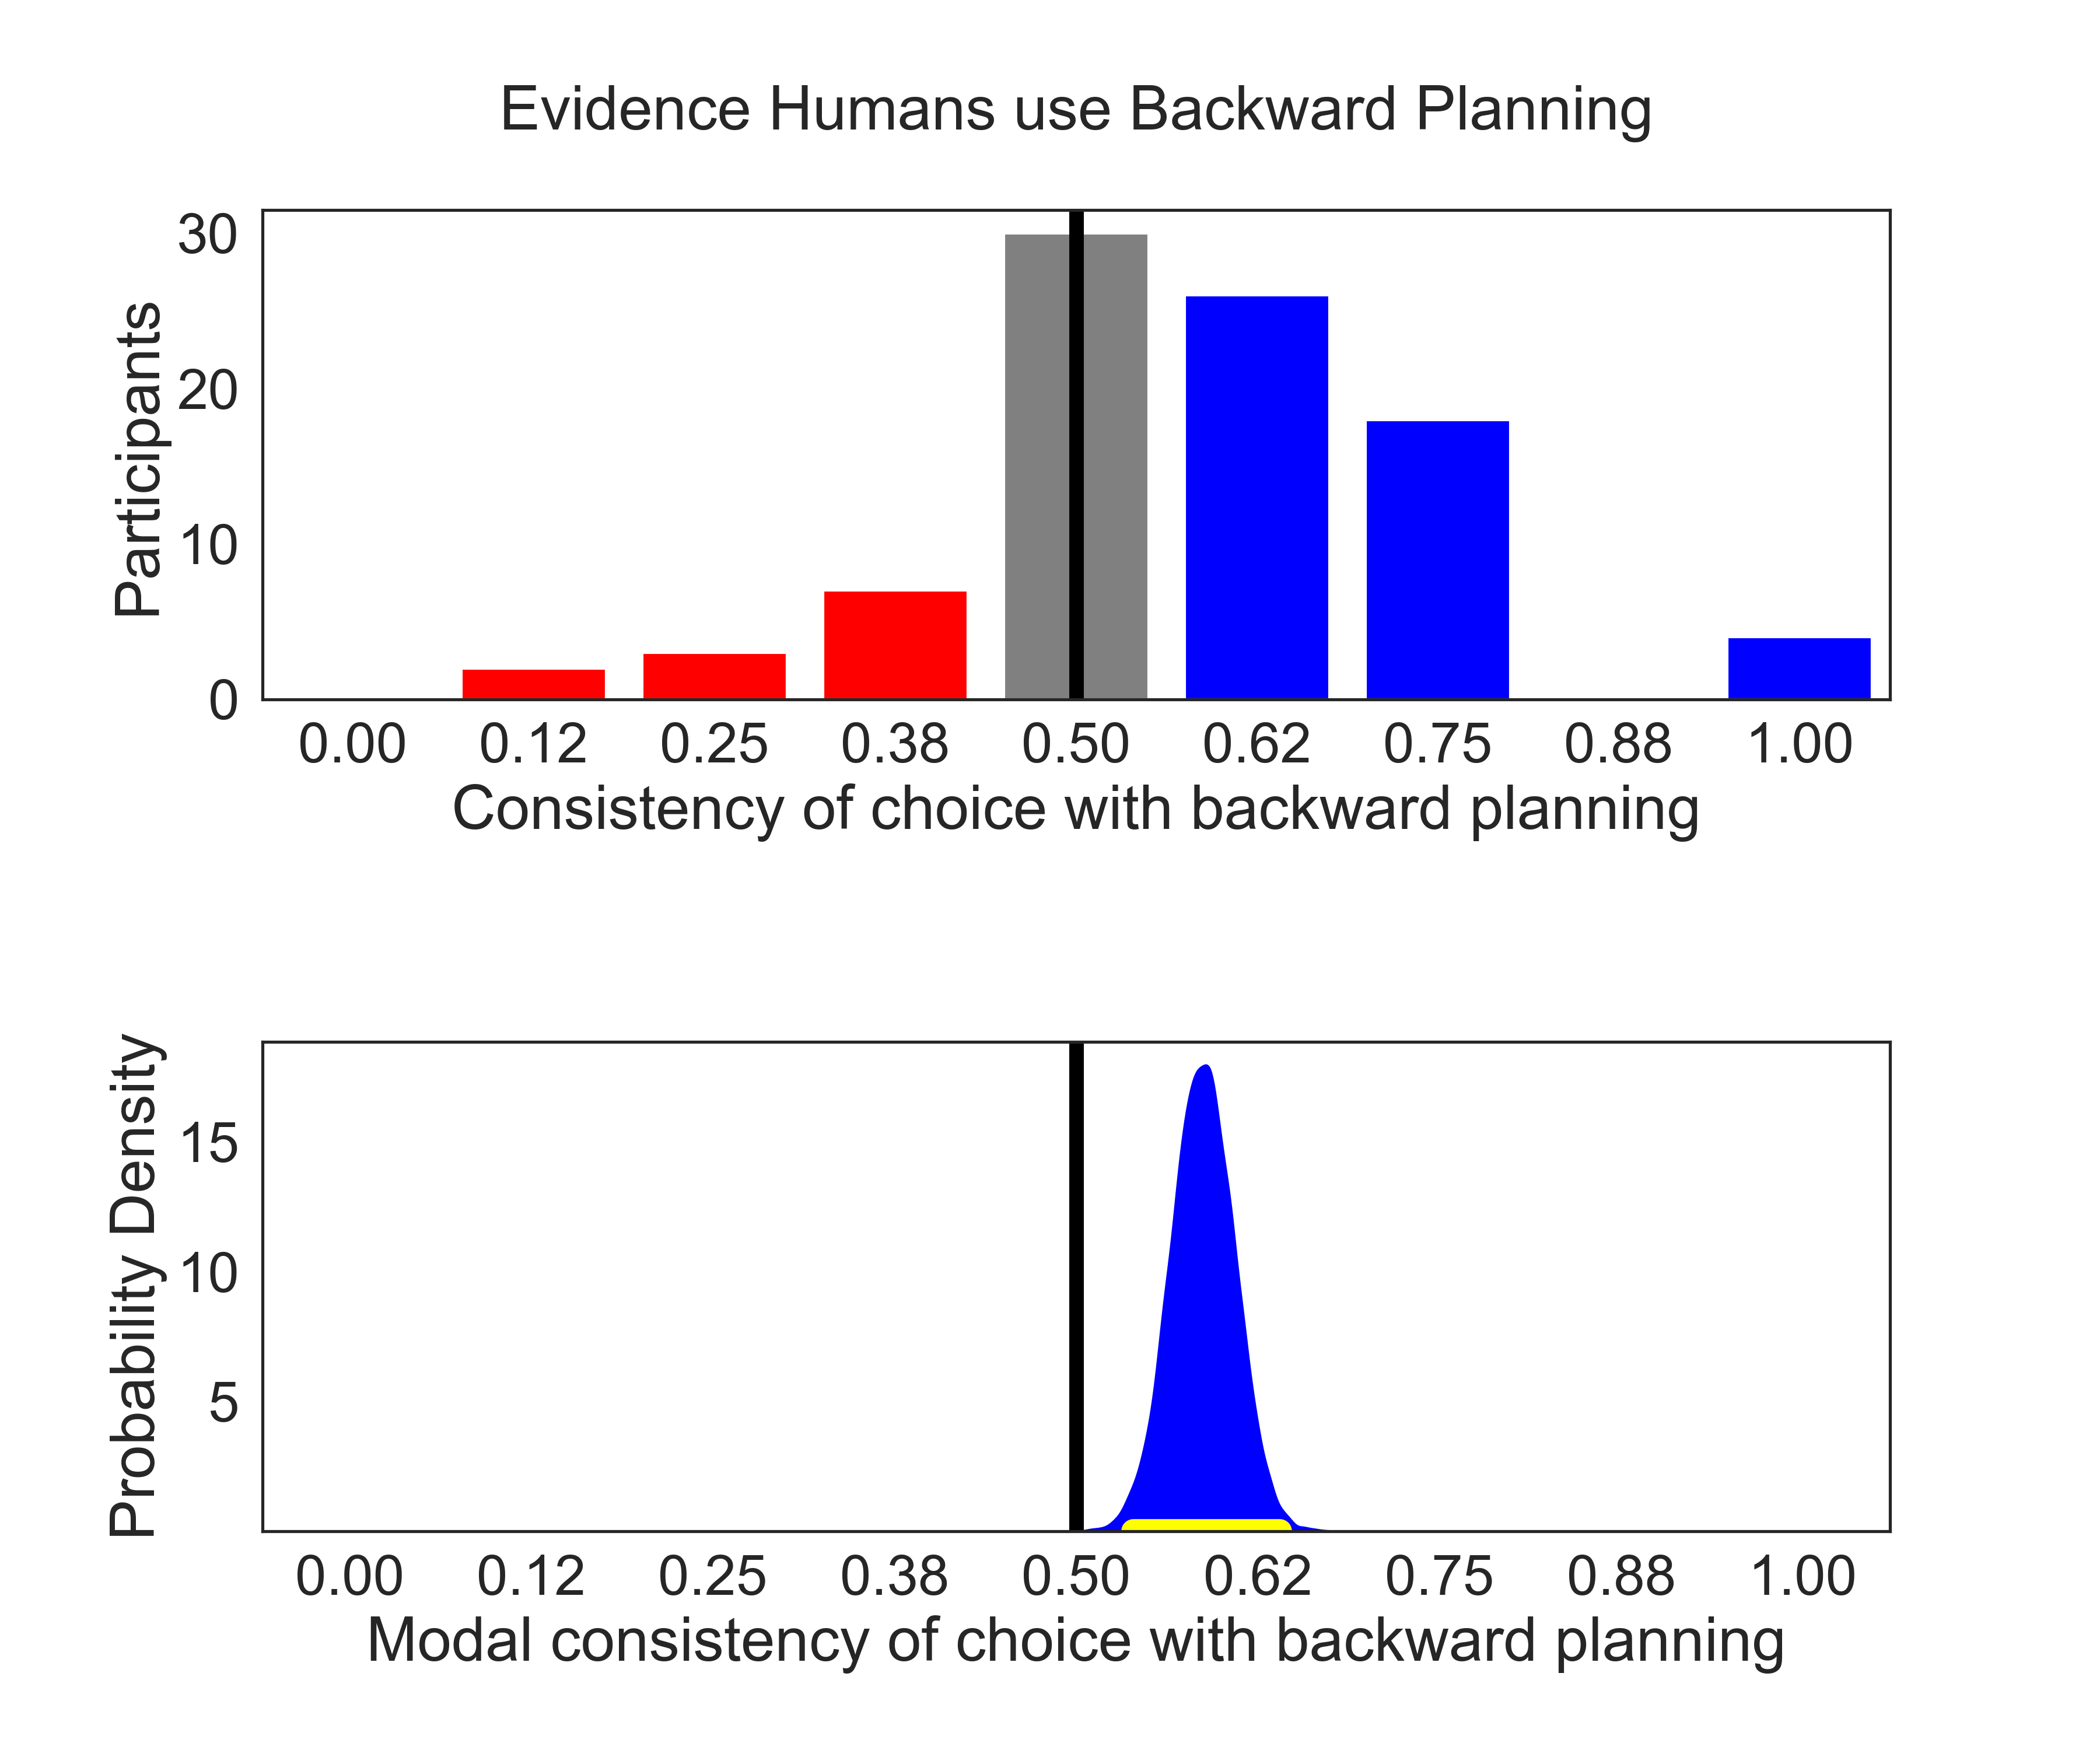 Evidence Humans use Backward Planning
Participants
30
20
10
0
0.00 0.12 0.25 0.38 0.50 0.62 0.75 0.88 1.00
Consistency of choice with backward planning
Probability Density
15
10
5
0.00 0.12 0.25 0.38 0.50 0.62 0.75 0.88 1.00
Modal consistency of choice with backward planning